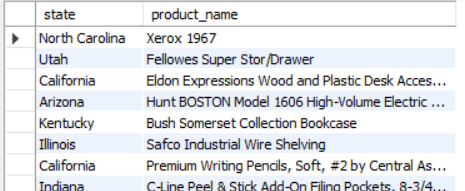 state product_name
North Carolina Xerox 1967
Utah Fellowes Super Stor/Drawer
California Eldon Expressions Wood and Plastic Desk Acces...
Arizona Hunt BOSTON Model 1606 High-Volume Electric ...
Kentucky Bush Somerset Collection Bookcase
Illinois Safco Industrial Wire Shelving
California Premium Writing Pencils, Soft, #2 by Central As...
Indiana C-Line Peel & Stick Add-On Filing Pockets, 8-3/4...